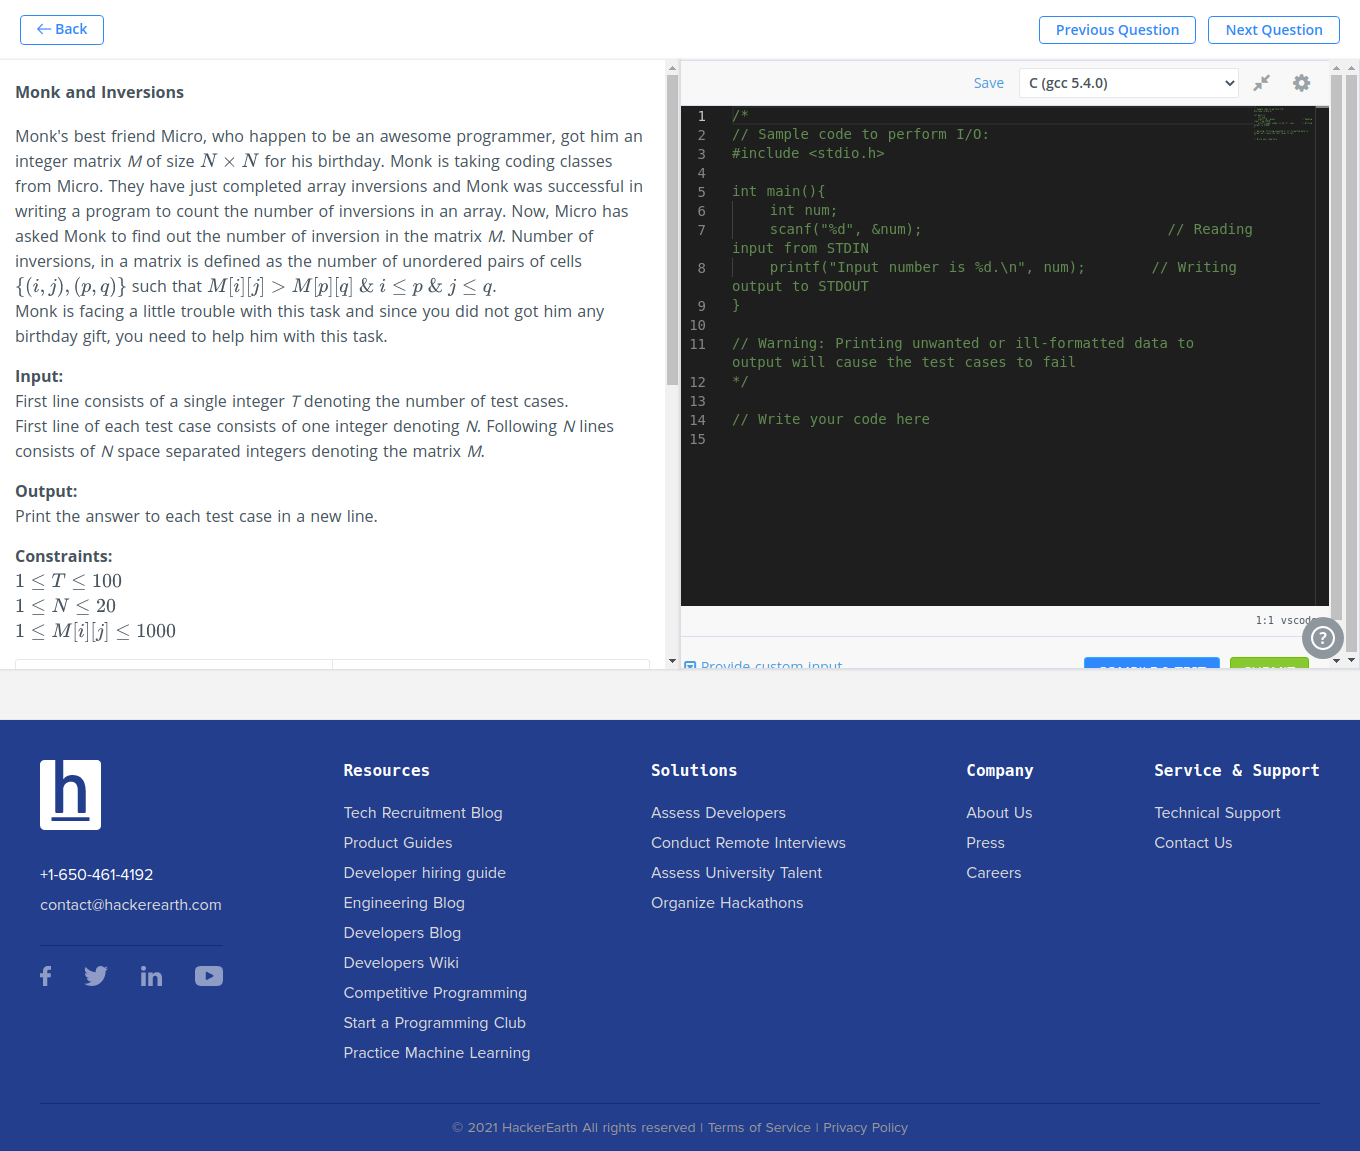 ← Back
Previous Question
Next Question
Monk and Inversions
Monk's best friend Micro, who happen to be an awesome programmer, got him an
integer matrix M of size N × N for his birthday. Monk is taking coding classes
from Micro. They have just completed array inversions and Monk was successful in
writing a program to count the number of inversions in an array. Now, Micro has
asked Monk to find out the number of inversion in the matrix M. Number of
inversions, in a matrix is defined as the number of unordered pairs of cells
{(i, j), (p, q)} such that M[i][j] > M[p][q] & i ≤ p & j ≤ q.
Monk is facing a little trouble with this task and since you did not got him any
birthday gift, you need to help him with this task.
Input:
First line consists of a single integer T denoting the number of test cases.
First line of each test case consists of one integer denoting N. Following N lines
consists of N space separated integers denoting the matrix M.
Output:
Print the answer to each test case in a new line.
Constraints:
1 ≤ T ≤ 100
1 ≤ N ≤ 20
1 ≤ M[i][j] ≤ 1000
Save
C (gcc 5.4.0)
1 /*
2 // Sample code to perform I/O:
3 #include <stdio.h>
4
5 int main(){
6 int num;
7 scanf("%d", &num); // Reading
input from STDIN
8 printf("Input number is %d.\n", num); // Writing
output to STDOUT
9 }
10
11 // Warning: Printing unwanted or ill-formatted data to
output will cause the test cases to fail
12 */
13
14 // Write your code here
15
1:1 vscode
?
Provide custom input
COMPILE & TEST
SUBMIT
h
+1-650-461-4192
contact@hackerearth.com
Resources
Tech Recruitment Blog
Product Guides
Developer hiring guide
Engineering Blog
Developers Blog
Developers Wiki
Competitive Programming
Start a Programming Club
Practice Machine Learning
Solutions
Assess Developers
Conduct Remote Interviews
Assess University Talent
Organize Hackathons
Company
About Us
Press
Careers
Service & Support
Technical Support
Contact Us
© 2021 HackerEarth All rights reserved | Terms of Service | Privacy Policy